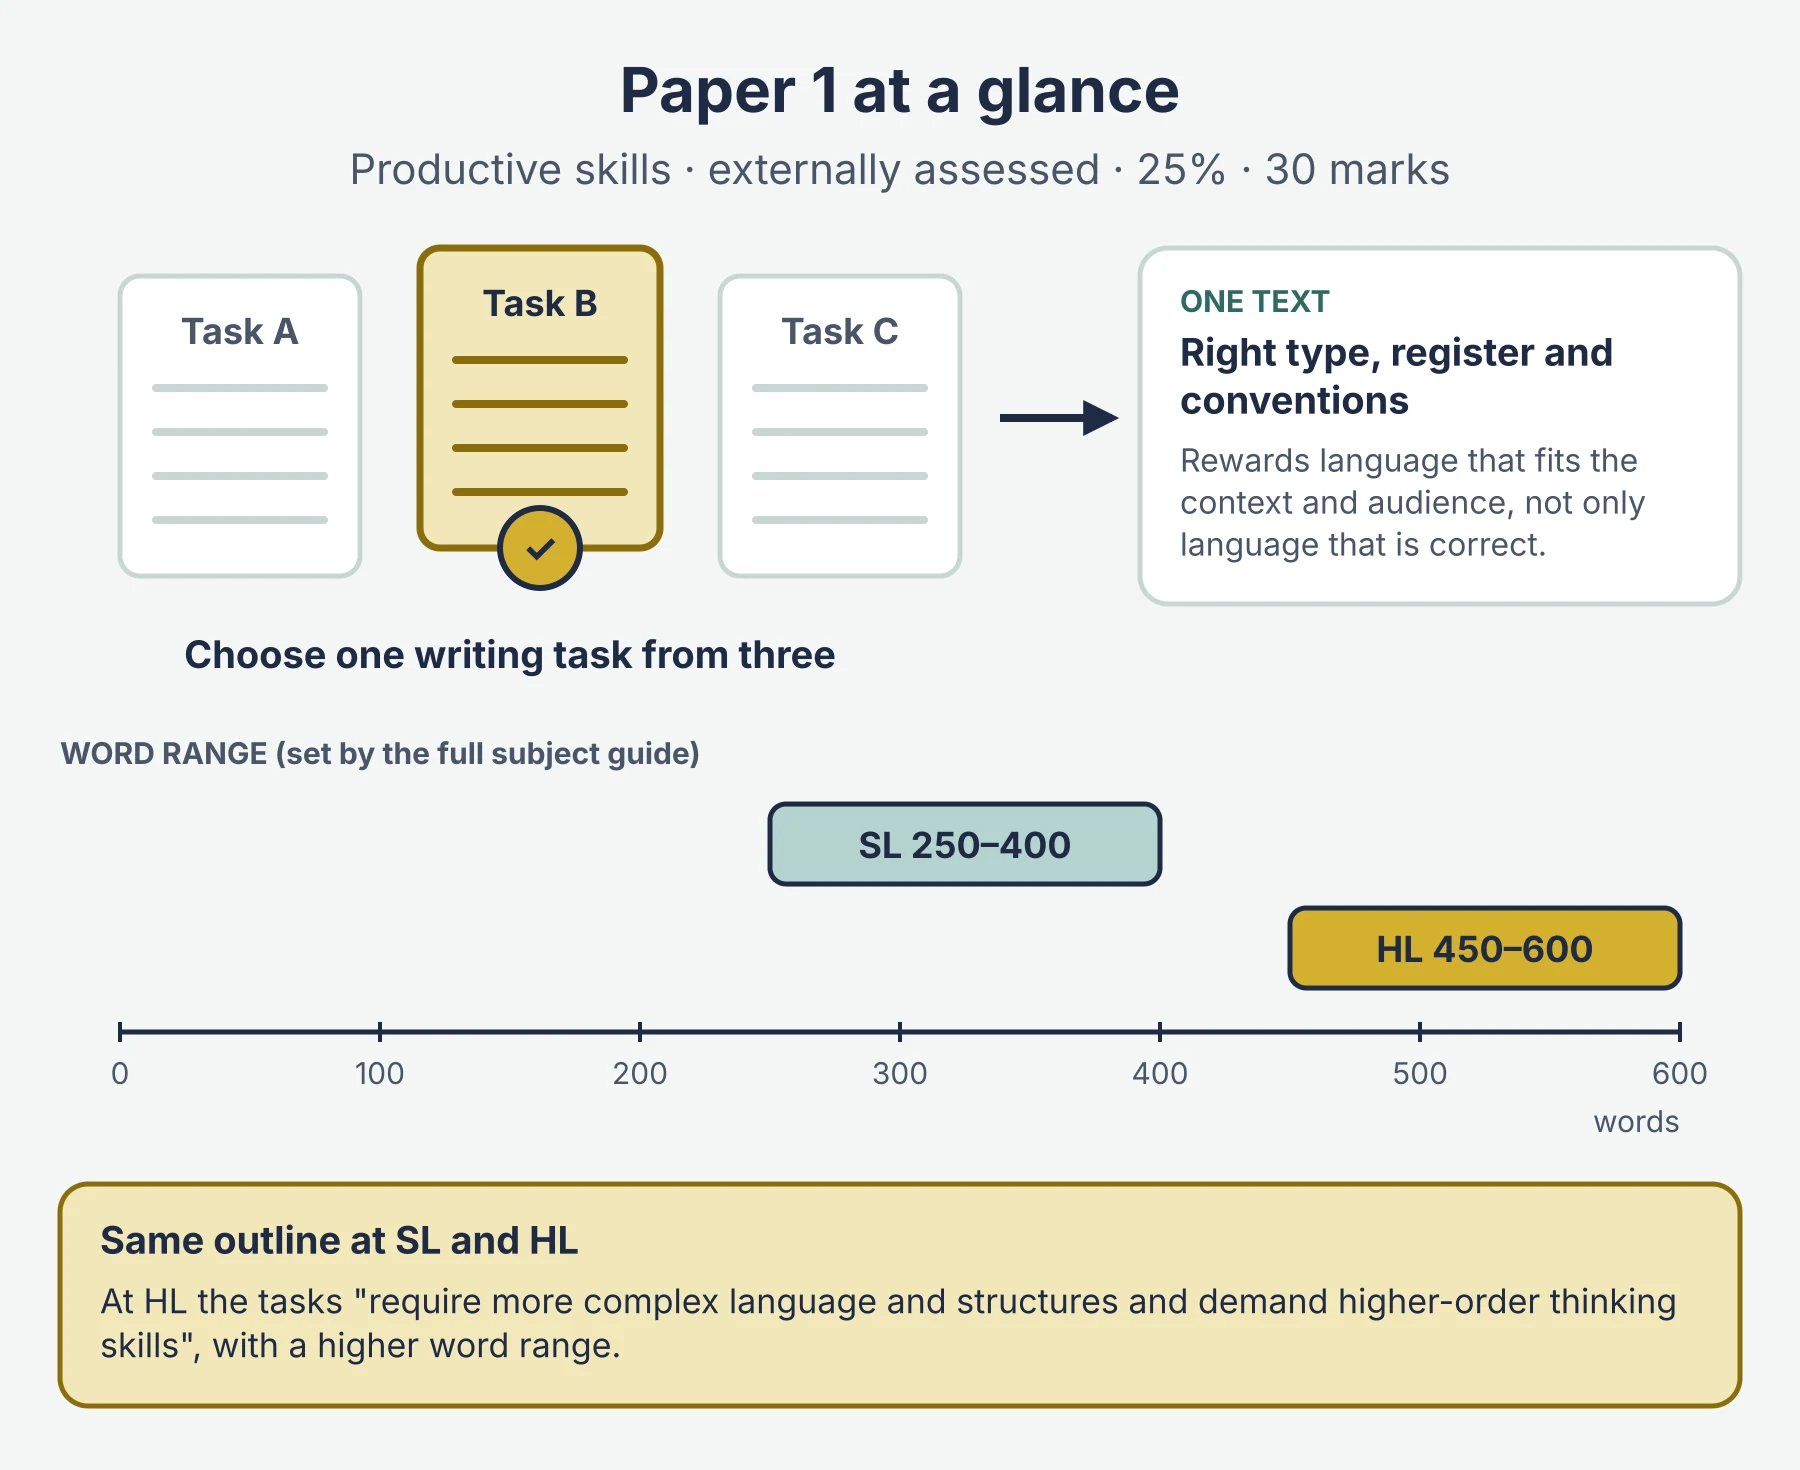 Paper 1 at a glance
Productive skills · externally assessed · 25% · 30 marks
Task A
Task B
Task C
Choose one writing task from three
ONE TEXT
Right type, register and
conventions
Rewards language that fits the
context and audience, not only
language that is correct.
WORD RANGE (set by the full subject guide)
SL 250–400
HL 450–600
0 100 200 300 400 500 600
words
Same outline at SL and HL
At HL the tasks "require more complex language and structures and demand higher-order thinking
skills", with a higher word range.